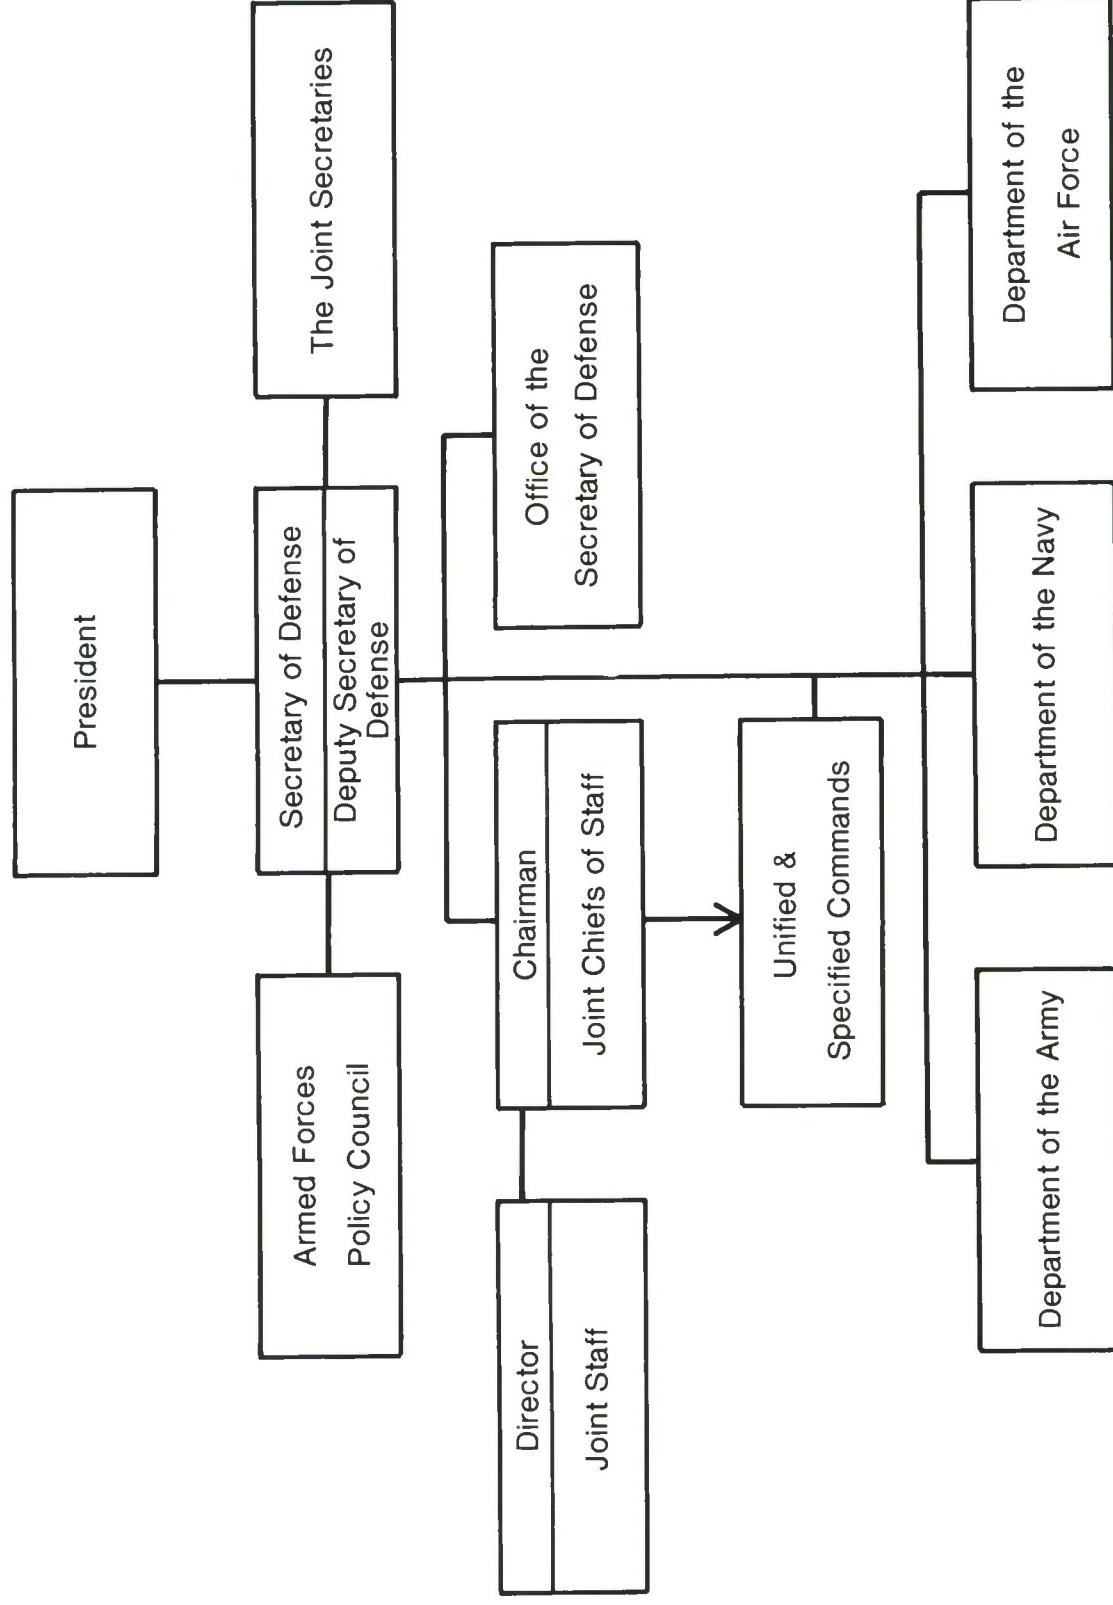 President
Armed Forces
Policy Council
Secretary of Defense
Deputy Secretary of
Defense
The Joint Secretaries
Director
Joint Staff
Chairman
Joint Chiefs of Staff
Office of the
Secretary of Defense
Unified &
Specified Commands
Department of the Army
Department of the Navy
Department of the
Air Force